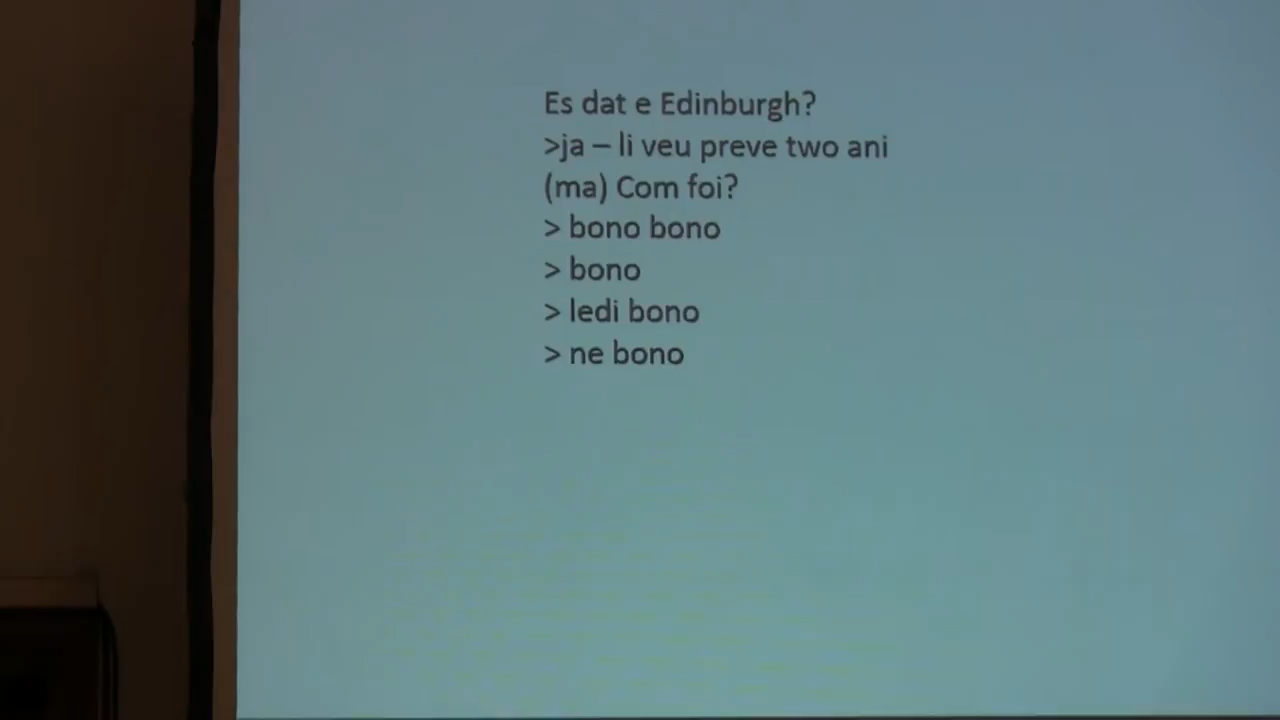 Es dat e Edinburgh?
>ja – li veu preve two ani
(ma) Com foi?
> bono bono
> bono
> ledi bono
> ne bono